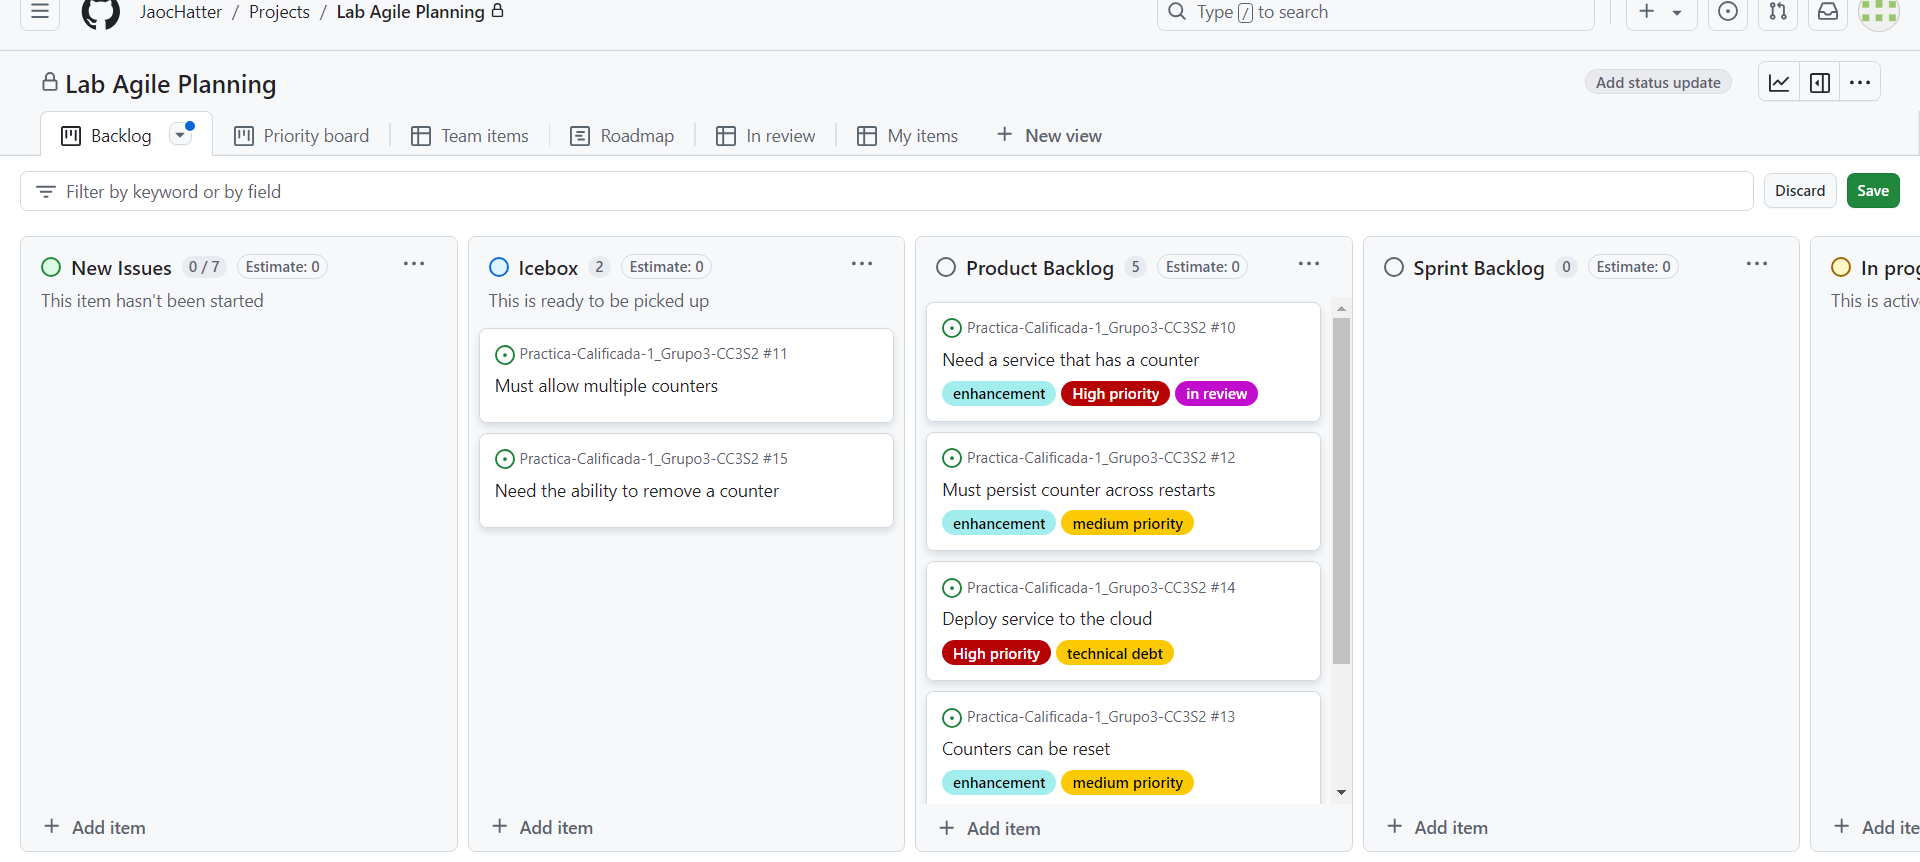 JaocHatter / Projects / Lab Agile Planning
Type / to search
Lab Agile Planning
Add status update
Backlog
Priority board
Team items
Roadmap
In review
My items
New view
Filter by keyword or by field
Discard
Save
New Issues 0 / 7 Estimate: 0
This item hasn't been started
Add item
Icebox 2 Estimate: 0
This is ready to be picked up
Practica-Calificada-1_Grupo3-CC3S2 #11
Must allow multiple counters
Practica-Calificada-1_Grupo3-CC3S2 #15
Need the ability to remove a counter
Add item
Product Backlog 5 Estimate: 0
Practica-Calificada-1_Grupo3-CC3S2 #10
Need a service that has a counter
enhancement High priority in review
Practica-Calificada-1_Grupo3-CC3S2 #12
Must persist counter across restarts
enhancement medium priority
Practica-Calificada-1_Grupo3-CC3S2 #14
Deploy service to the cloud
High priority technical debt
Practica-Calificada-1_Grupo3-CC3S2 #13
Counters can be reset
enhancement medium priority
Add item
Sprint Backlog 0 Estimate: 0
Add item
In prog
This is activ
Add ite